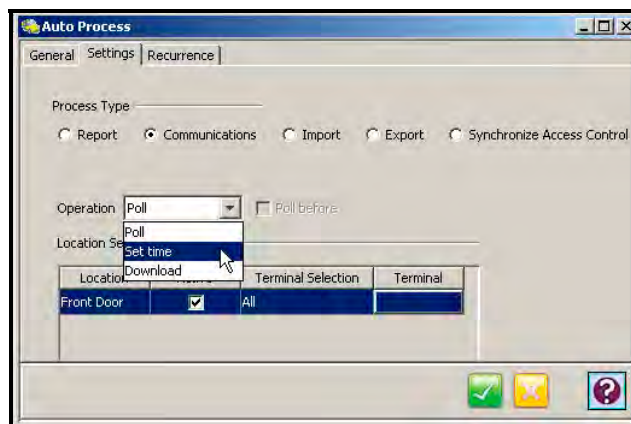 Auto Process
General Settings Recurrence
Process Type
Report Communications Import Export Synchronize Access Control
Operation Poll Poll before
Poll
Location Se
Set time
Download
Location Terminal Selection Terminal
Front Door All